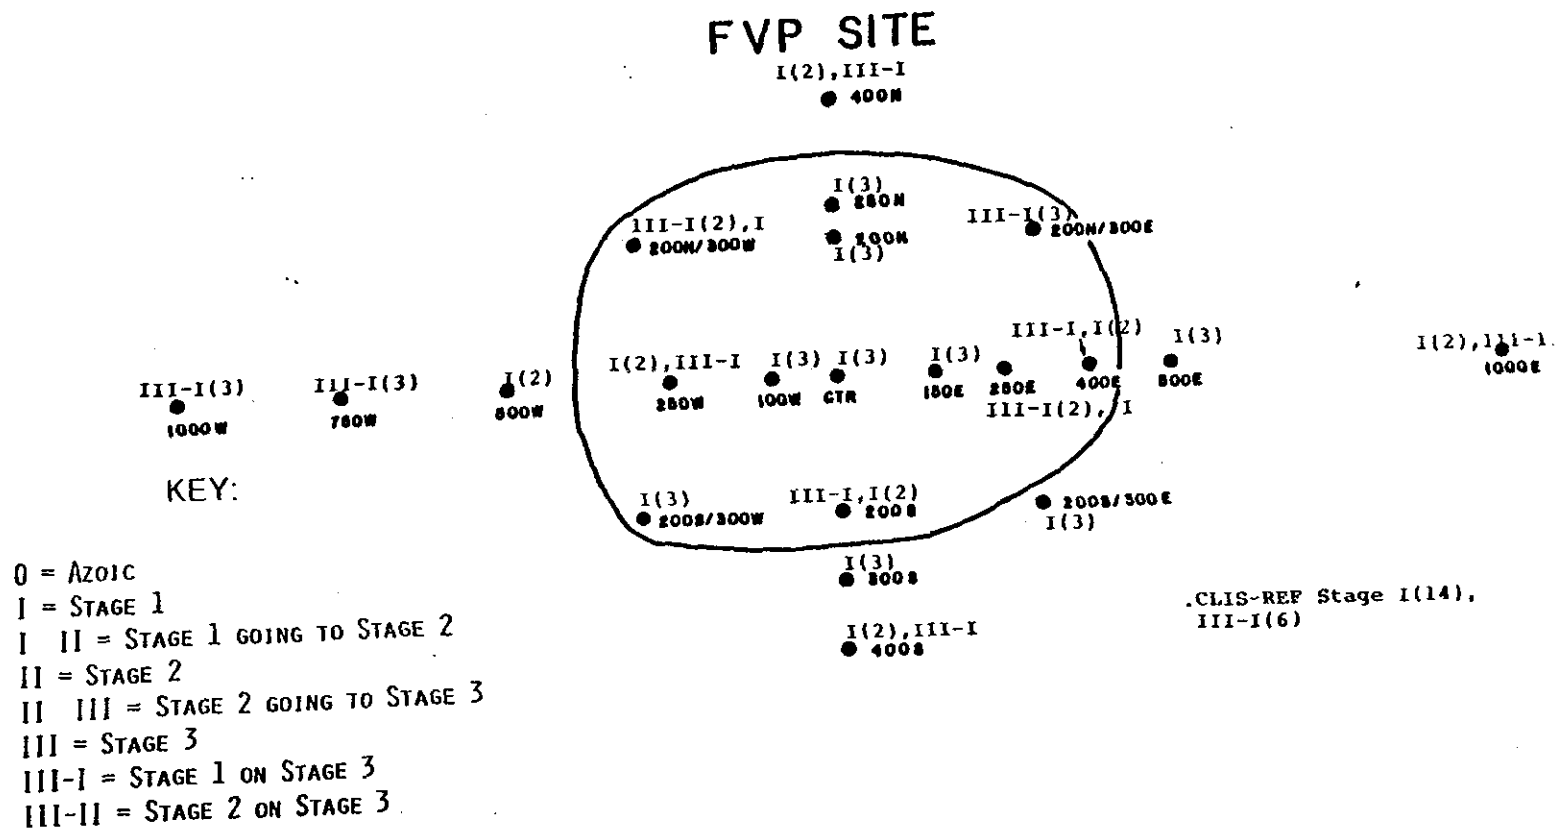 FVP SITE
I(2),III-I
400N
I(3)
250N
III-I(2),I
200N/300W
200N
I(3)
III-I(3)
200N/300E
III-I(3)
1000W
III-I(3)
750W
I(2)
500W
I(2),III-I
250W
I(3)
100W
I(3)
CTR
I(3)
150E
250E
III-I(2), I
III-I,I(2)
400E
I(3)
500E
I(2),III-I
1000E
KEY:
I(3)
200S/300W
III-I,I(2)
200S
200S/300E
I(3)
I(3)
300S
I(2),III-I
400S
.CLIS-REF Stage I(14),
III-I(6)
0 = AZOIC
I = STAGE 1
I II = STAGE 1 GOING TO STAGE 2
II = STAGE 2
II III = STAGE 2 GOING TO STAGE 3
III = STAGE 3
III-I = STAGE 1 ON STAGE 3
III-II = STAGE 2 ON STAGE 3